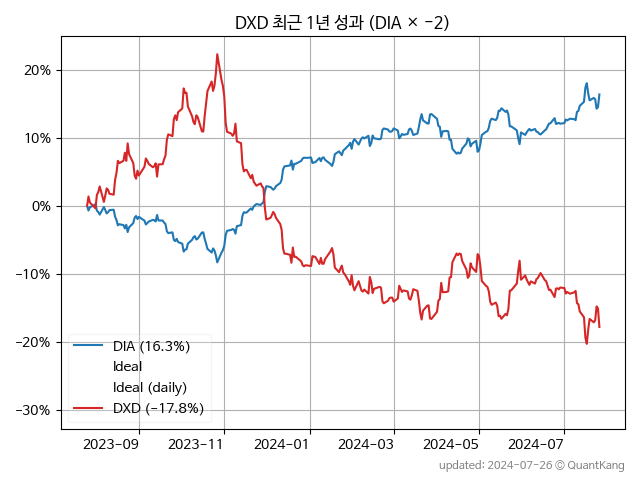 DXD 최근 1년 성과 (DIA × −2)
20%
10%
0%
−10%
−20%
−30%
DIA (16.3%)
Ideal
Ideal (daily)
DXD (−17.8%)
2023−09
2023−11
2024−01
2024−03
2024−05
2024−07
updated: 2024−07−26 © QuantKang